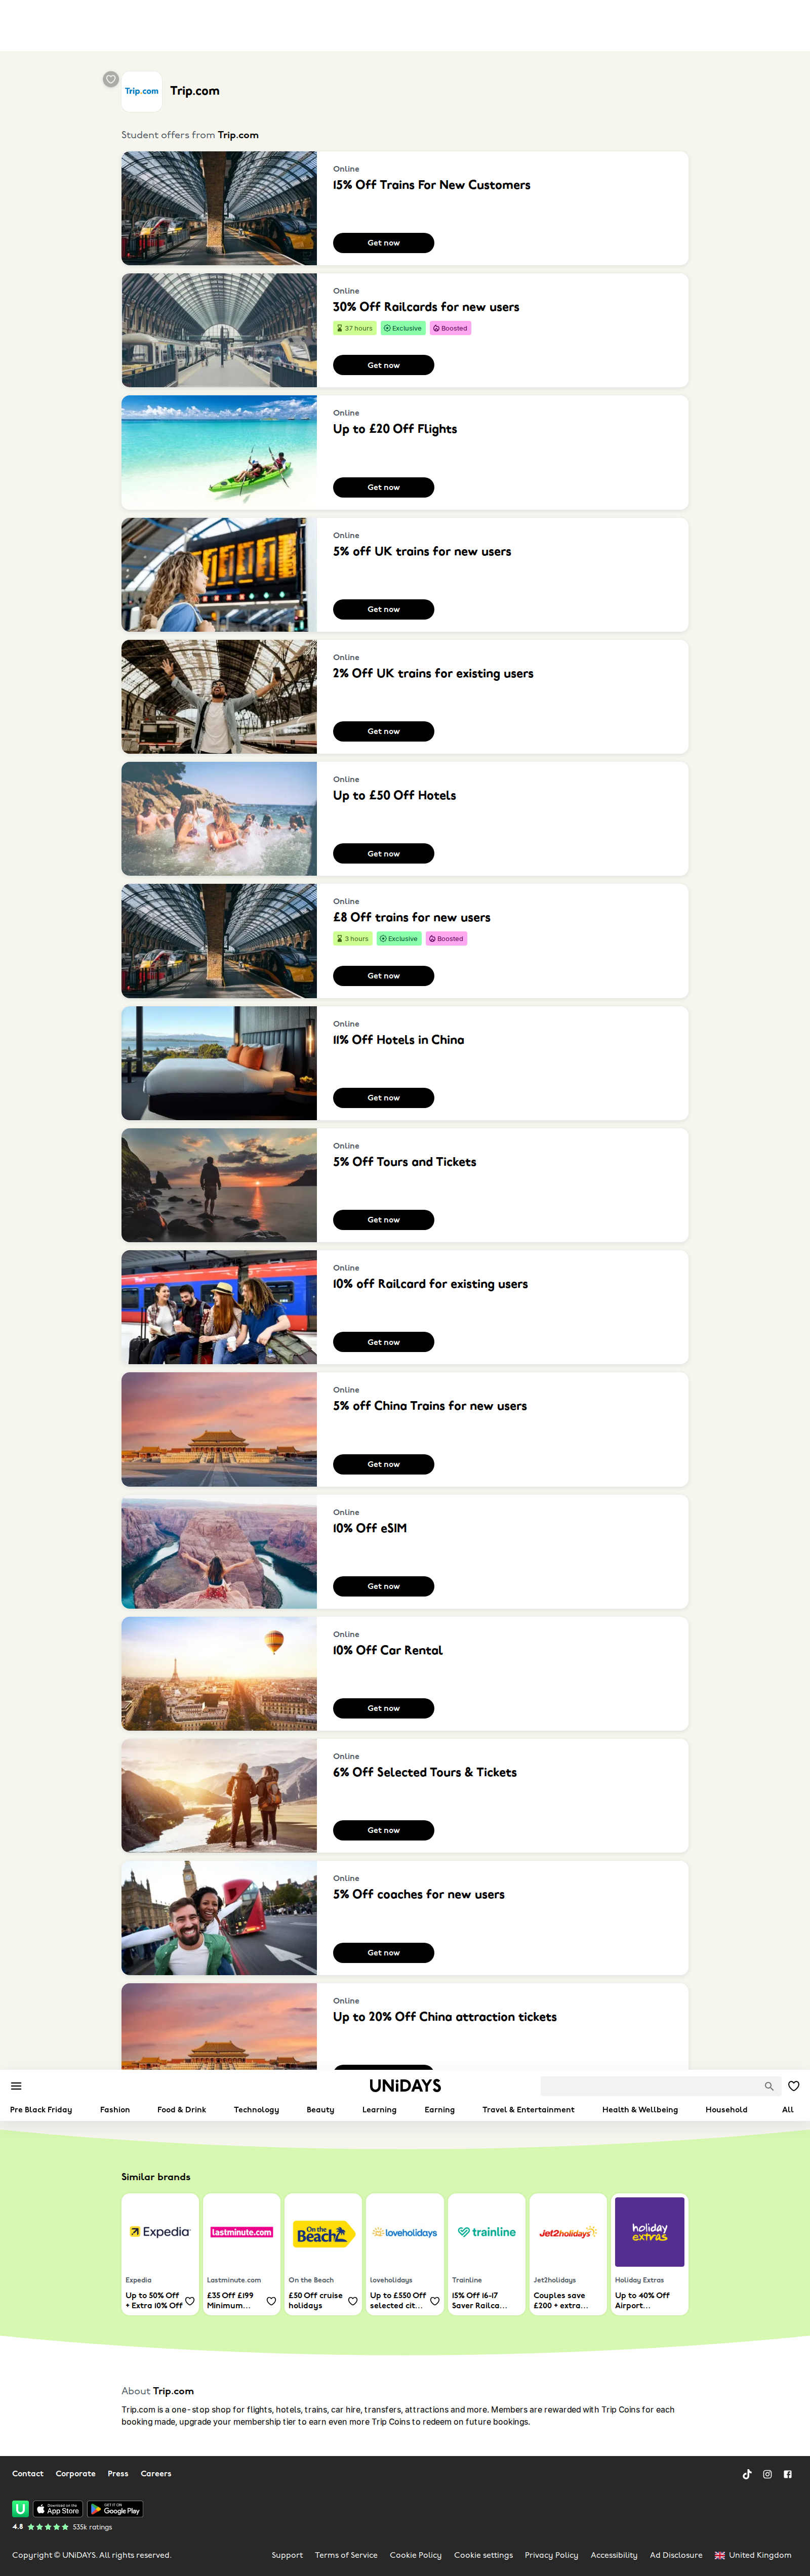 Trip.com
Trip.com
Student offers from Trip.com
Online
15% Off Trains For New Customers
Get now
Online
30% Off Railcards for new users
37 hours
Exclusive
Boosted
Get now
Online
Up to £20 Off Flights
Get now
Online
5% off UK trains for new users
Get now
Online
2% Off UK trains for existing users
Get now
Online
Up to £50 Off Hotels
Get now
Online
£8 Off trains for new users
3 hours
Exclusive
Boosted
Get now
Online
11% Off Hotels in China
Get now
Online
5% Off Tours and Tickets
Get now
Online
10% off Railcard for existing users
Get now
Online
5% off China Trains for new users
Get now
Online
10% Off eSIM
Get now
Online
10% Off Car Rental
Get now
Online
6% Off Selected Tours & Tickets
Get now
Online
5% Off coaches for new users
Get now
Online
Up to 20% Off China attraction tickets
UNiDAYS
Pre Black Friday Fashion Food & Drink Technology Beauty Learning Earning Travel & Entertainment Health & Wellbeing Household All
Similar brands
Expedia
Expedia
Up to 50% Off
+ Extra 10% Off
lastminute.com
Lastminute.com
£35 Off £199
Minimum...
On the Beach
On the Beach
£50 Off cruise
holidays
loveholidays
loveholidays
Up to £550 Off
selected cit...
trainline
Trainline
15% Off 16-17
Saver Railca...
Jet2holidays
Jet2holidays
Couples save
£200 + extra...
holiday
extras
Holiday Extras
Up to 40% Off
Airport...
About Trip.com
Trip.com is a one-stop shop for flights, hotels, trains, car hire, transfers, attractions and more. Members are rewarded with Trip Coins for each
booking made, upgrade your membership tier to earn even more Trip Coins to redeem on future bookings.
Contact Corporate Press Careers
U
Download on the
App Store
GET IT ON
Google Play
4.8 535k ratings
Copyright © UNiDAYS. All rights reserved. Support Terms of Service Cookie Policy Cookie settings Privacy Policy Accessibility Ad Disclosure United Kingdom